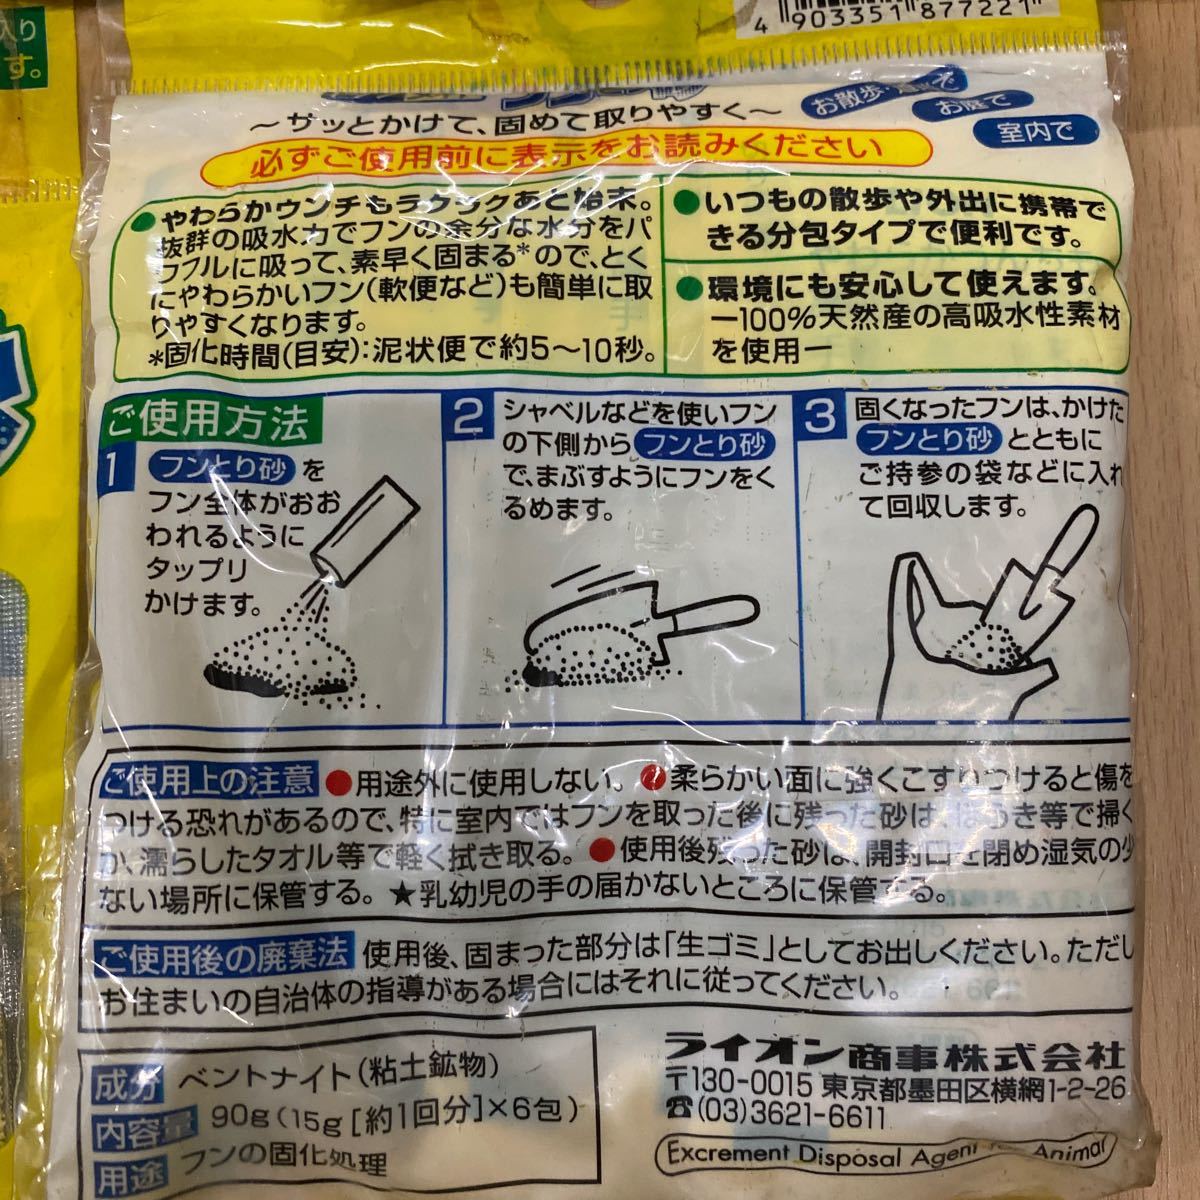 入り
す。
4 903351 877221
～サッとかけて、固めて取りやすく～
お散歩・
お庭で
室内で
必ずご使用前に表示をお読みください
●やわらかウンチもラクラクあと始末。
抜群の吸水力でフンの余分な水分をパ
ワフルに吸って、素早く固まる*ので、とく
にやわらかいフン(軟便など)も簡単に取
りやすくなります。
*固化時間(目安):泥状便で約5～10秒。
●いつもの散歩や外出に携帯で
きる分包タイプで便利です。
●環境にも安心して使えます。
ー100%天然産の高吸水性素材
を使用ー
ご使用方法
1 フンとり砂 を
フン全体がおお
われるように
タップリ
かけます。
2 シャベルなどを使いフン
の下側から フンとり砂
で、まぶすようにフンをく
るめます。
3 固くなったフンは、かけた
フンとり砂 とともに
ご持参の袋などに入れ
て回収します。
ご使用上の注意 ●用途外に使用しない。 ●柔らかい面に強くこすりつけると傷を
つける恐れがあるので、特に室内ではフンを取った後に残った砂は、ほうき等で掃く
か、濡らしたタオル等で軽く拭き取る。 ●使用後残った砂は、開封口を閉め湿気の少
ない場所に保管する。 ★乳幼児の手の届かないところに保管する。
ご使用後の廃棄法 使用後、固まった部分は「生ゴミ」としてお出しください。ただし
お住まいの自治体の指導がある場合にはそれに従ってください。
成分 ベントナイト(粘土鉱物)
内容量 90g(15g[約1回分]×6包)
用途 フンの固化処理
ライオン商事株式会社
〒130-0015 東京都墨田区横網1-2-26
☎(03)3621-6611
Excrement Disposal Agent for Animal